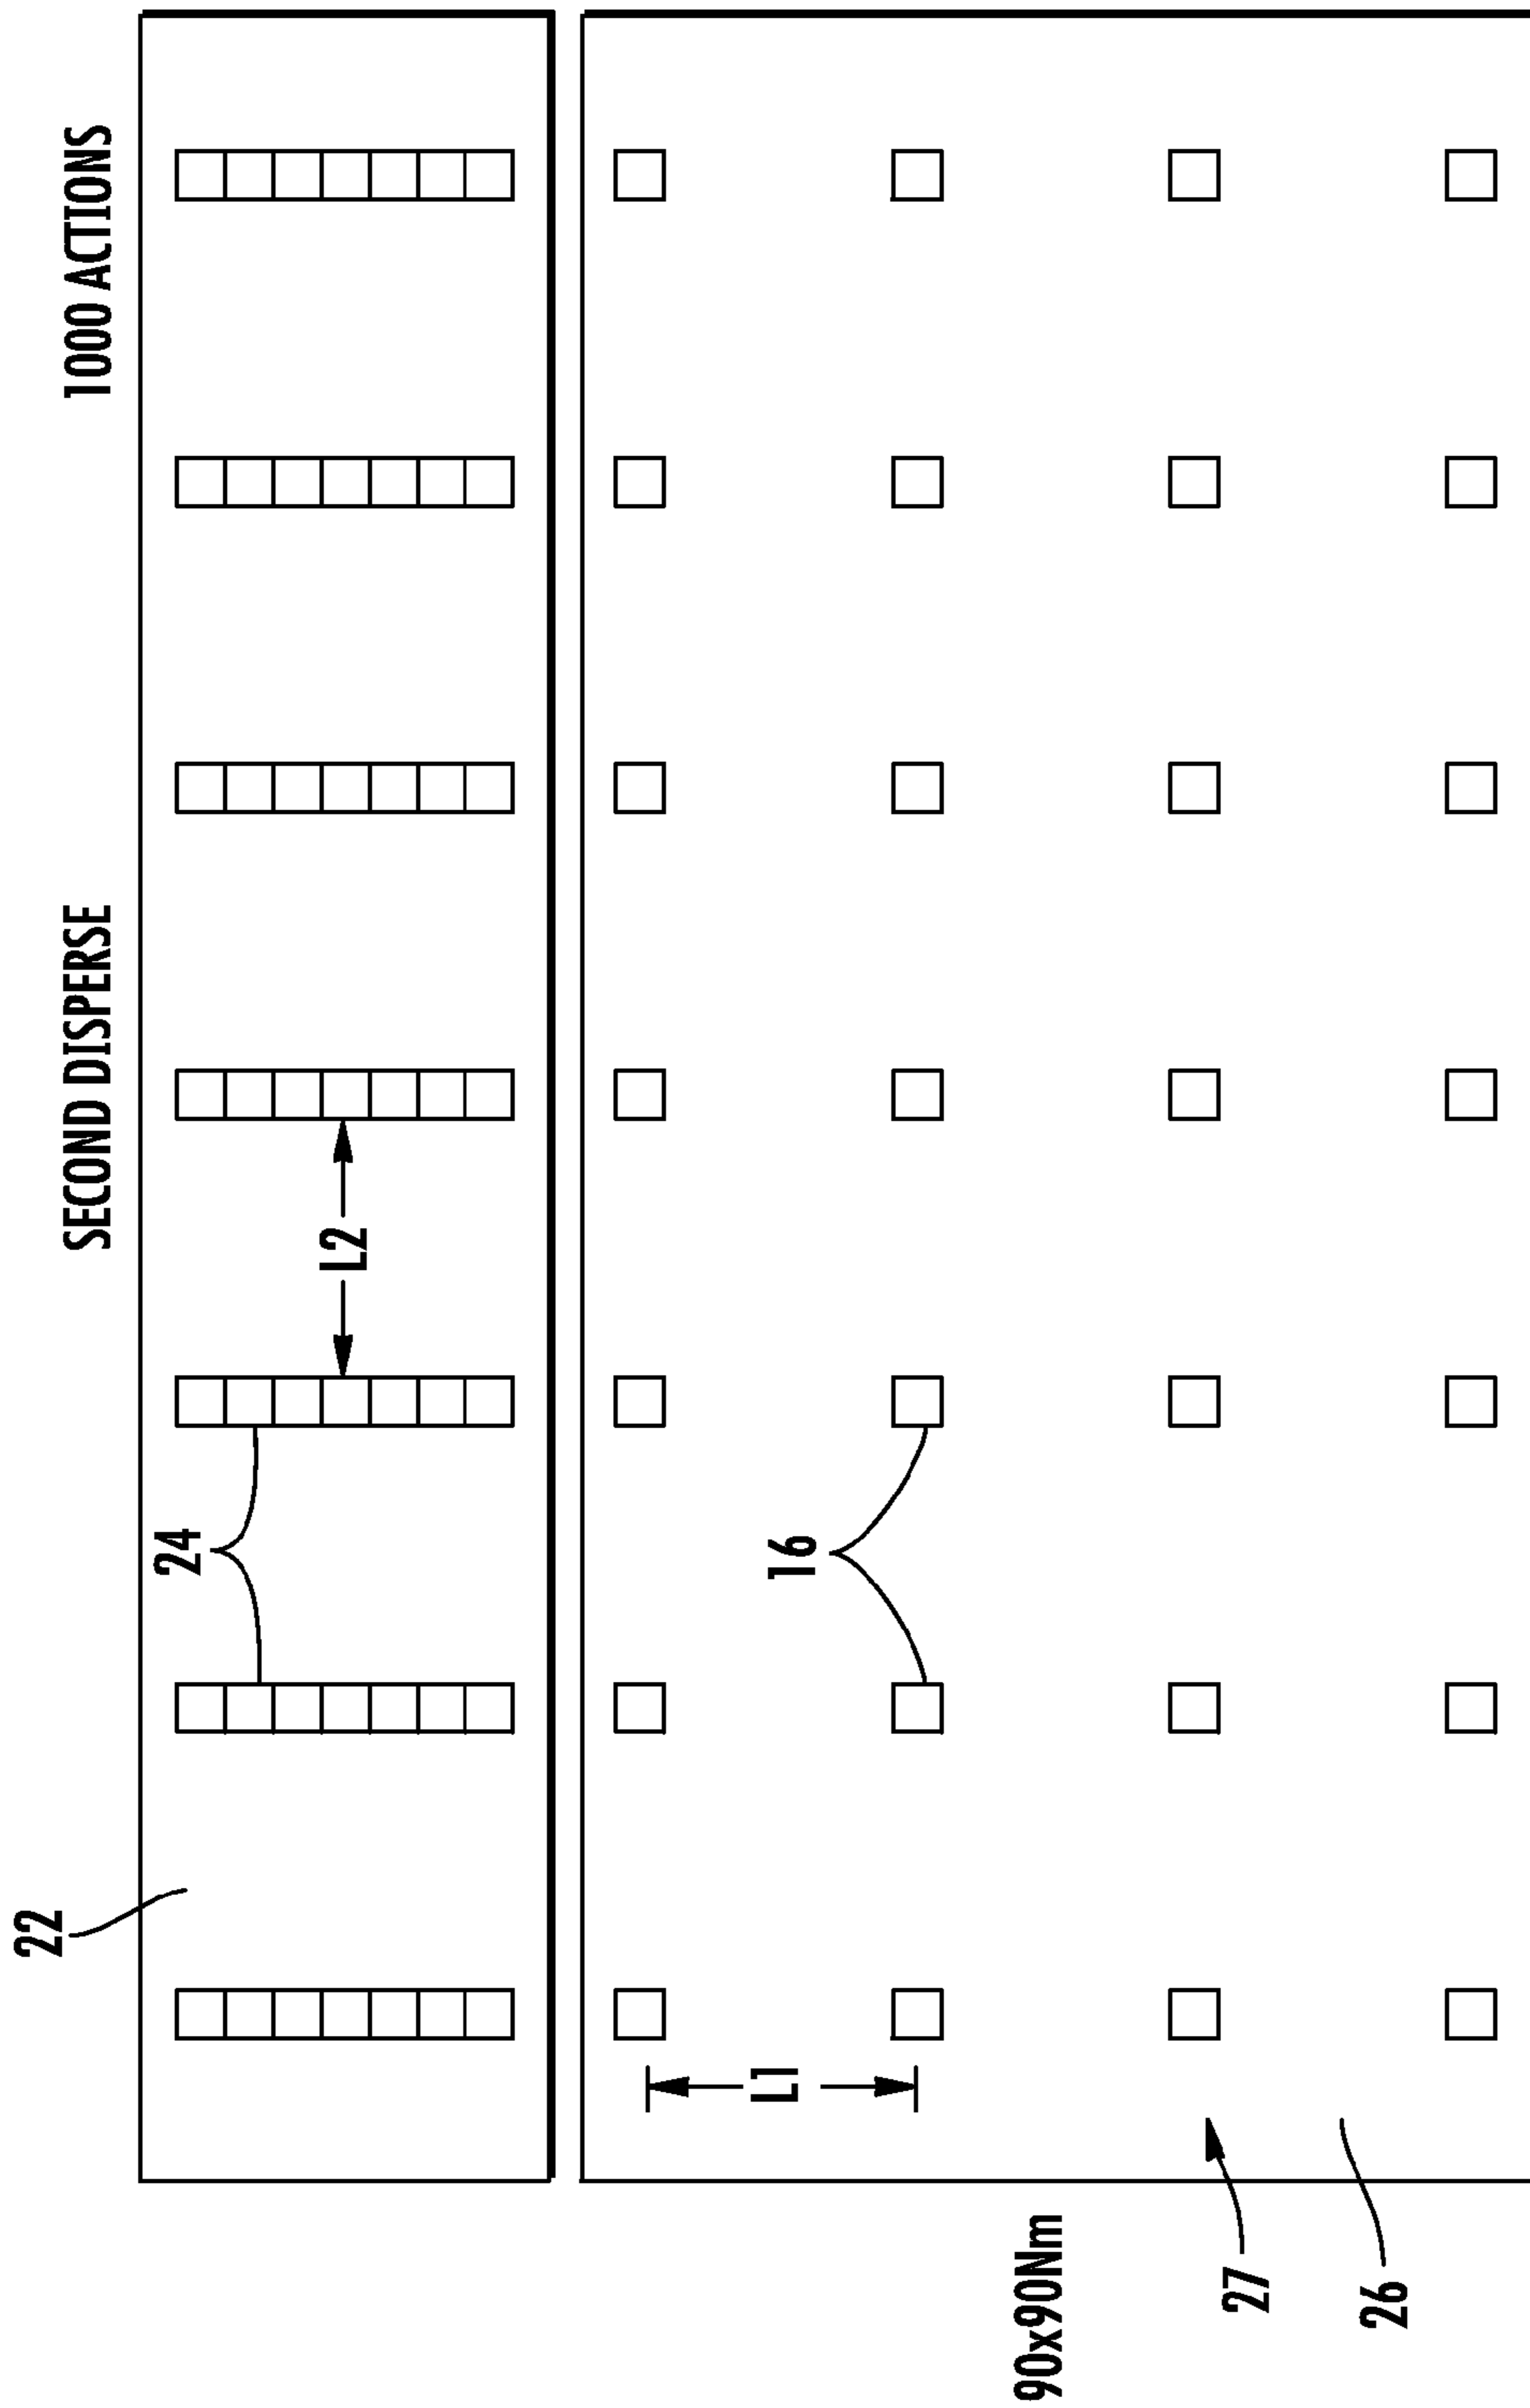 22
SECOND DISPERSE
1000 ACTIONS
24
L2
L1
16
90x90Nm
27
26